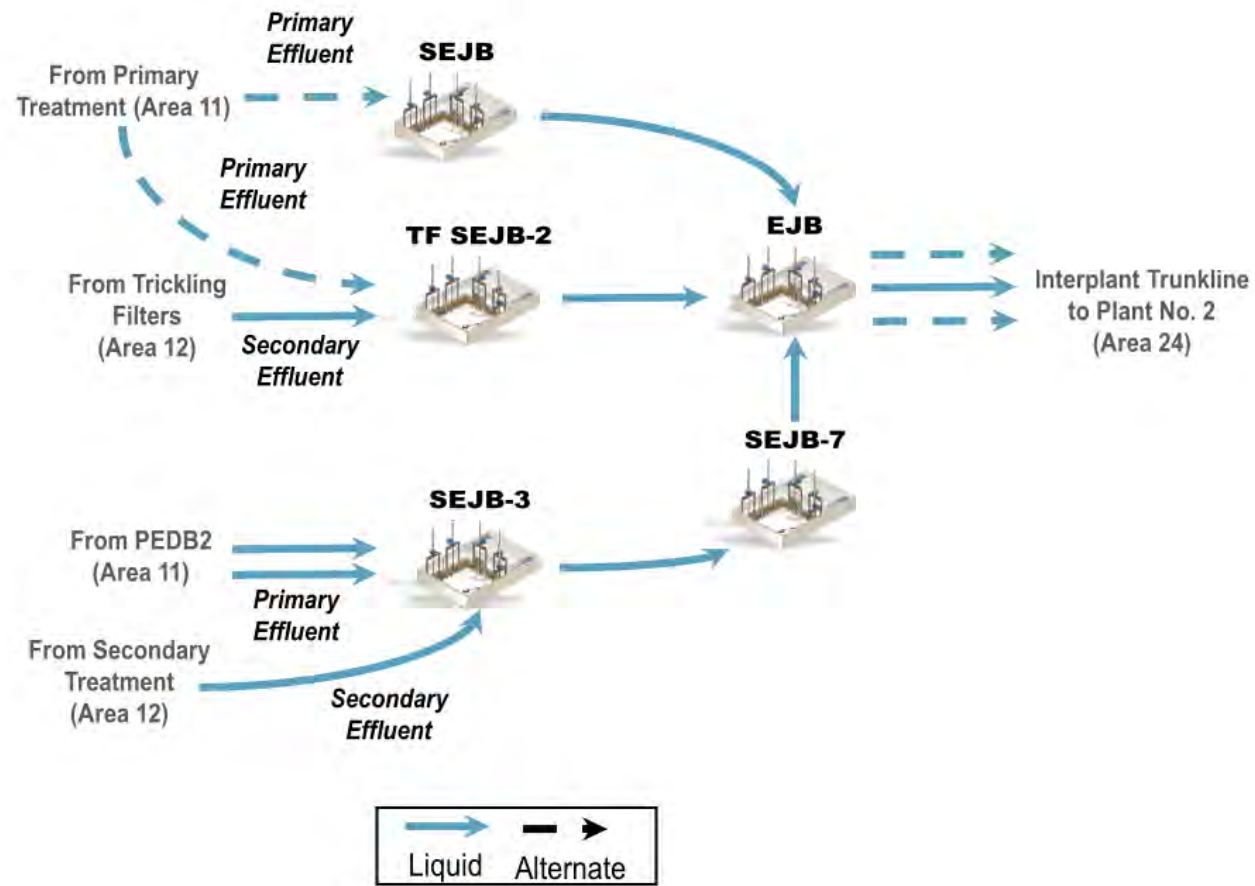 Primary
Effluent
SEJB
From Primary
Treatment (Area 11)
Primary
Effluent
TF SEJB-2
EJB
From Trickling
Filters
(Area 12)
Secondary
Effluent
Interplant Trunkline
to Plant No. 2
(Area 24)
SEJB-7
SEJB-3
From PEDB2
(Area 11)
Primary
Effluent
From Secondary
Treatment
(Area 12)
Secondary
Effluent
Liquid Alternate